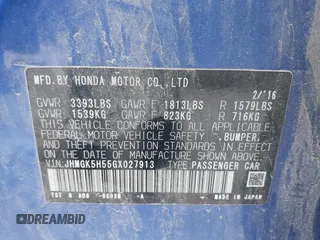 MFD. BY HONDA MOTOR CO., LTD
2/'16
GVWR 3393LBS GAWR F 1813LBS R 1579LBS
GVWR 1539KG GAWR F 823KG R 716KG
THIS VEHICLE CONFORMS TO ALL APPLICABLE
FEDERAL MOTOR VEHICLE SAFETY, BUMPER,
AND THEFT PREVENTION STANDARDS IN EFFECT
ON THE DATE OF MANUFACTURE SHOWN ABOVE.
VIN:JHMGK5H55GX027913 TYPE:PASSENGER CAR
MADE IN JAPAN